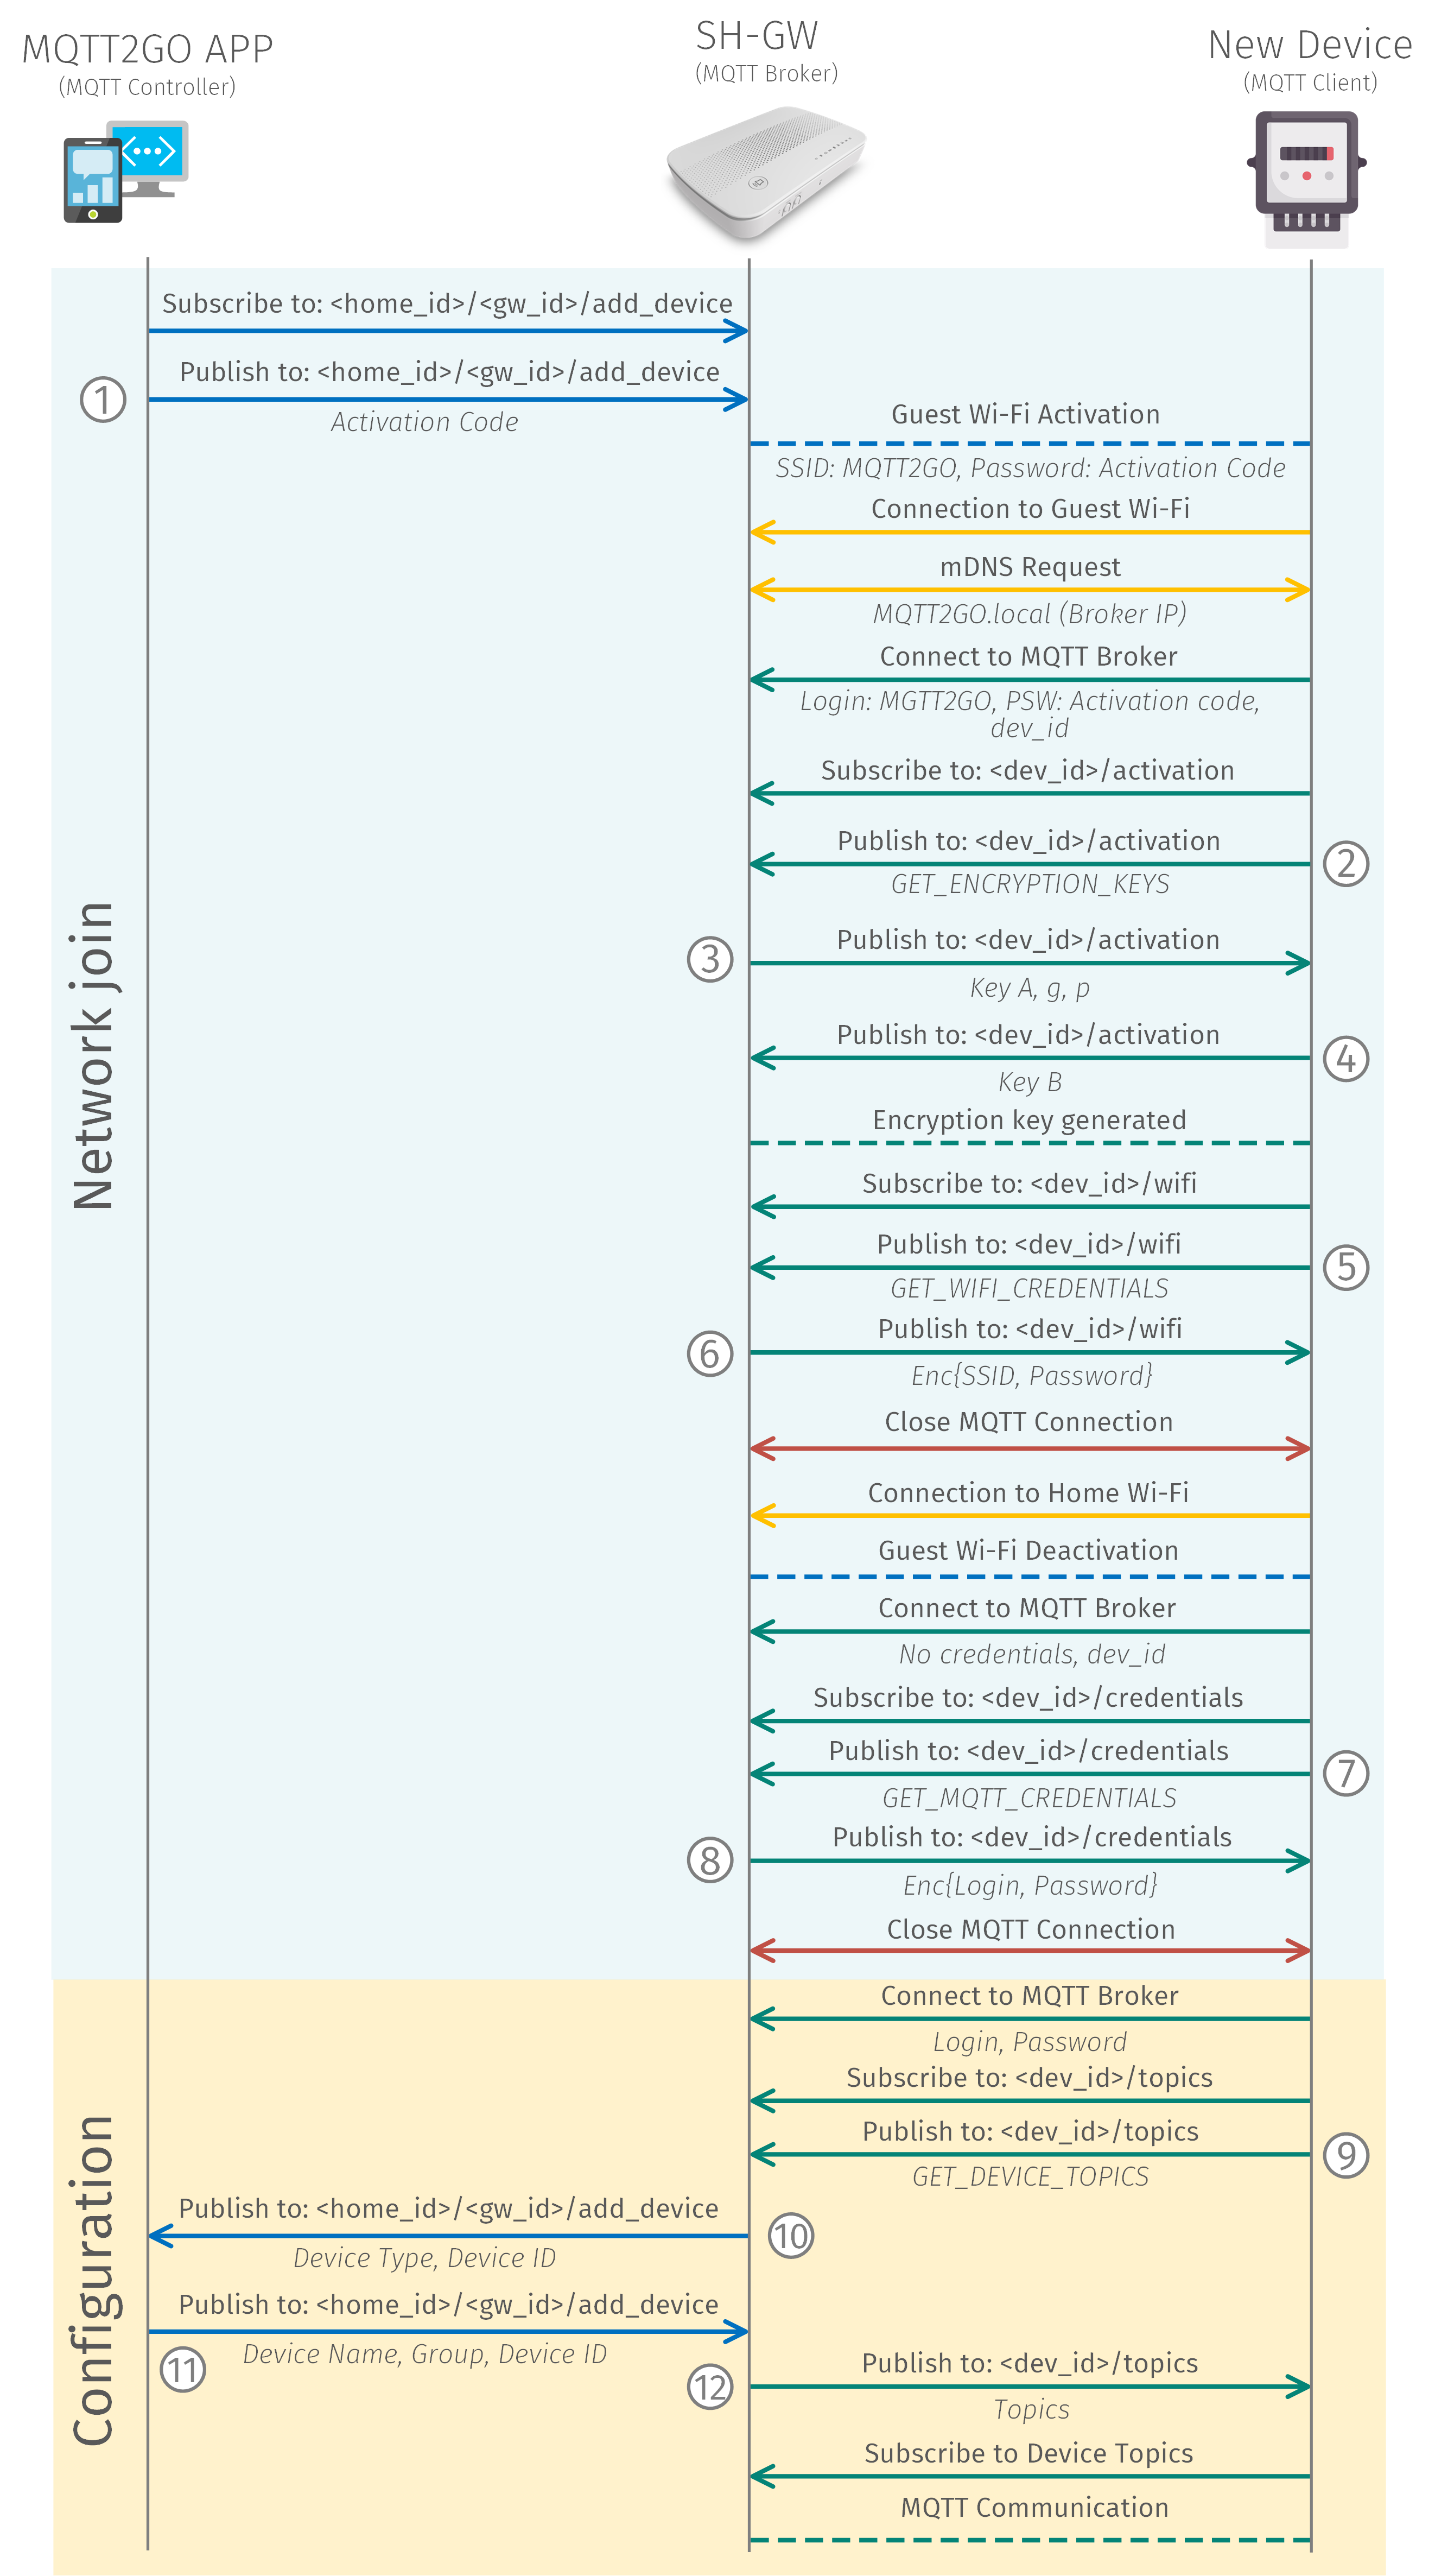 MQTT2GO APP
(MQTT Controller)
SH-GW
(MQTT Broker)
New Device
(MQTT Client)
Network join
Subscribe to: <home_id>/<gw_id>/add_device
1
Publish to: <home_id>/<gw_id>/add_device
Activation Code
Guest Wi-Fi Activation
SSID: MQTT2GO, Password: Activation Code
Connection to Guest Wi-Fi
mDNS Request
MQTT2GO.local (Broker IP)
Connect to MQTT Broker
Login: MGTT2GO, PSW: Activation code,
dev_id
Subscribe to: <dev_id>/activation
Publish to: <dev_id>/activation
2
GET_ENCRYPTION_KEYS
3
Publish to: <dev_id>/activation
Key A, g, p
Publish to: <dev_id>/activation
4
Key B
Encryption key generated
Subscribe to: <dev_id>/wifi
Publish to: <dev_id>/wifi
5
GET_WIFI_CREDENTIALS
6
Publish to: <dev_id>/wifi
Enc{SSID, Password}
Close MQTT Connection
Connection to Home Wi-Fi
Guest Wi-Fi Deactivation
Connect to MQTT Broker
No credentials, dev_id
Subscribe to: <dev_id>/credentials
Publish to: <dev_id>/credentials
7
GET_MQTT_CREDENTIALS
8
Publish to: <dev_id>/credentials
Enc{Login, Password}
Close MQTT Connection
Configuration
Connect to MQTT Broker
Login, Password
Subscribe to: <dev_id>/topics
Publish to: <dev_id>/topics
9
GET_DEVICE_TOPICS
Publish to: <home_id>/<gw_id>/add_device
10
Device Type, Device ID
Publish to: <home_id>/<gw_id>/add_device
11
Device Name, Group, Device ID
12
Publish to: <dev_id>/topics
Topics
Subscribe to Device Topics
MQTT Communication